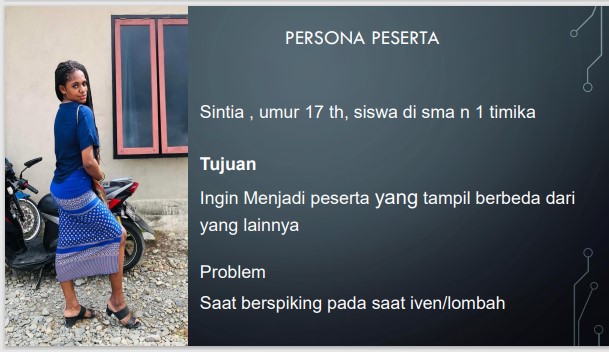 PERSONA PESERTA
Sintia , umur 17 th, siswa di sma n 1 timika
Tujuan
Ingin Menjadi peserta yang tampil berbeda dari
yang lainnya
Problem
Saat berspiking pada saat iven/lombah